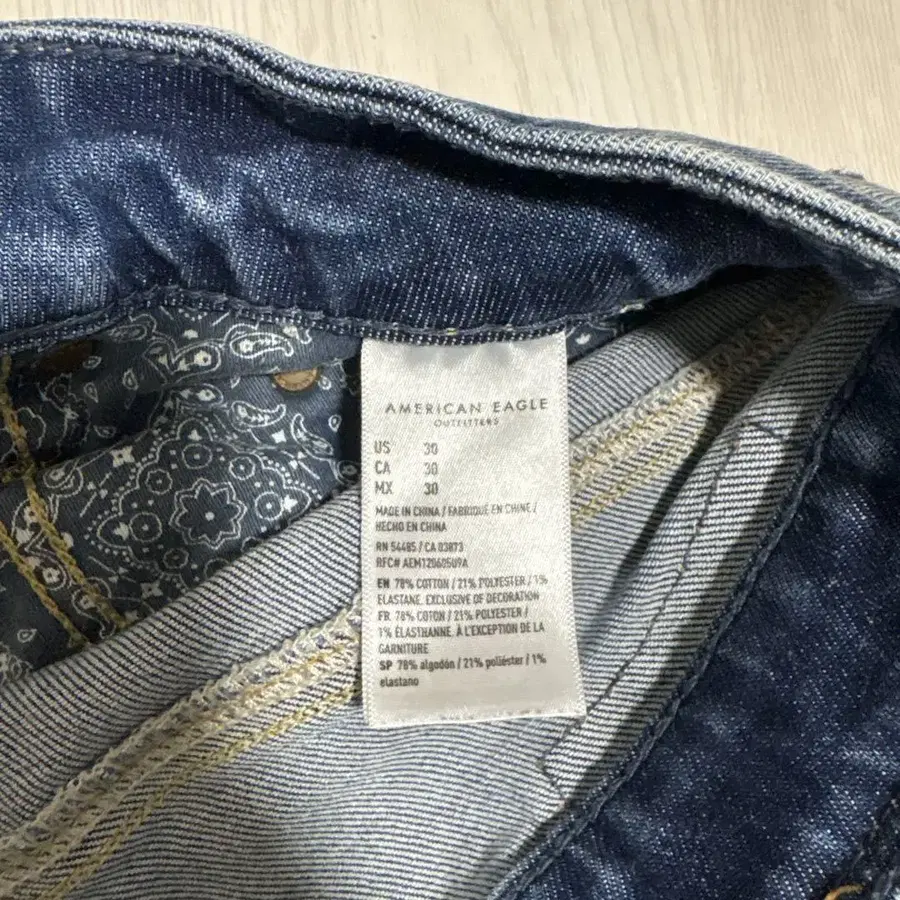 AMERICAN EAGLE
OUTFITTERS
US 30
CA 30
MX 30
MADE IN CHINA / FABRIQUÉ EN CHINE /
HECHO EN CHINA
RN 54485 / CA 03873
RFC# AEM1206050U9A
EN 78% COTTON / 21% POLYESTER / 1%
ELASTANE. EXCLUSIVE OF DECORATION
FR 78% COTON / 21% POLYESTER /
1% ÉLASTHANNE. À L'EXCEPTION DE LA
GARNITURE
SP 78% algodón / 21% poliéster / 1%
elastano